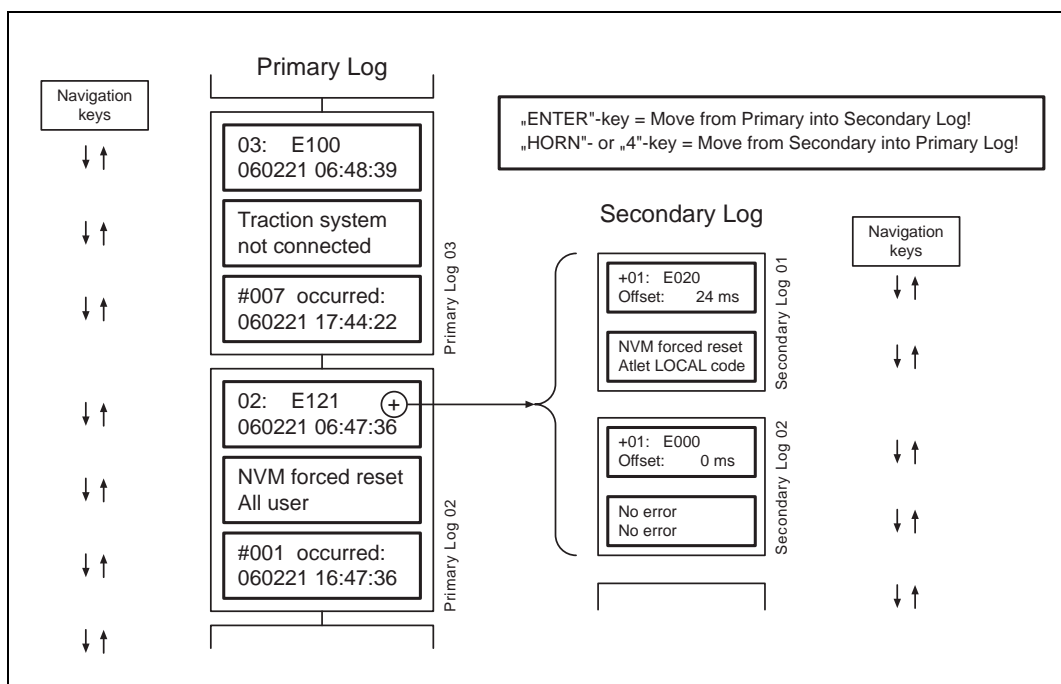 Primary Log
Navigation
keys
03: E100
060221 06:48:39
Traction system
not connected
#007 occurred:
060221 17:44:22
Primary Log 03
02: E121 +
060221 06:47:36
NVM forced reset
All user
#001 occurred:
060221 16:47:36
Primary Log 02
„ENTER"-key = Move from Primary into Secondary Log!
„HORN"- or „4"-key = Move from Secondary into Primary Log!
Secondary Log
Navigation
keys
+01: E020
Offset: 24 ms
NVM forced reset
Atlet LOCAL code
Secondary Log 01
+01: E000
Offset: 0 ms
No error
No error
Secondary Log 02